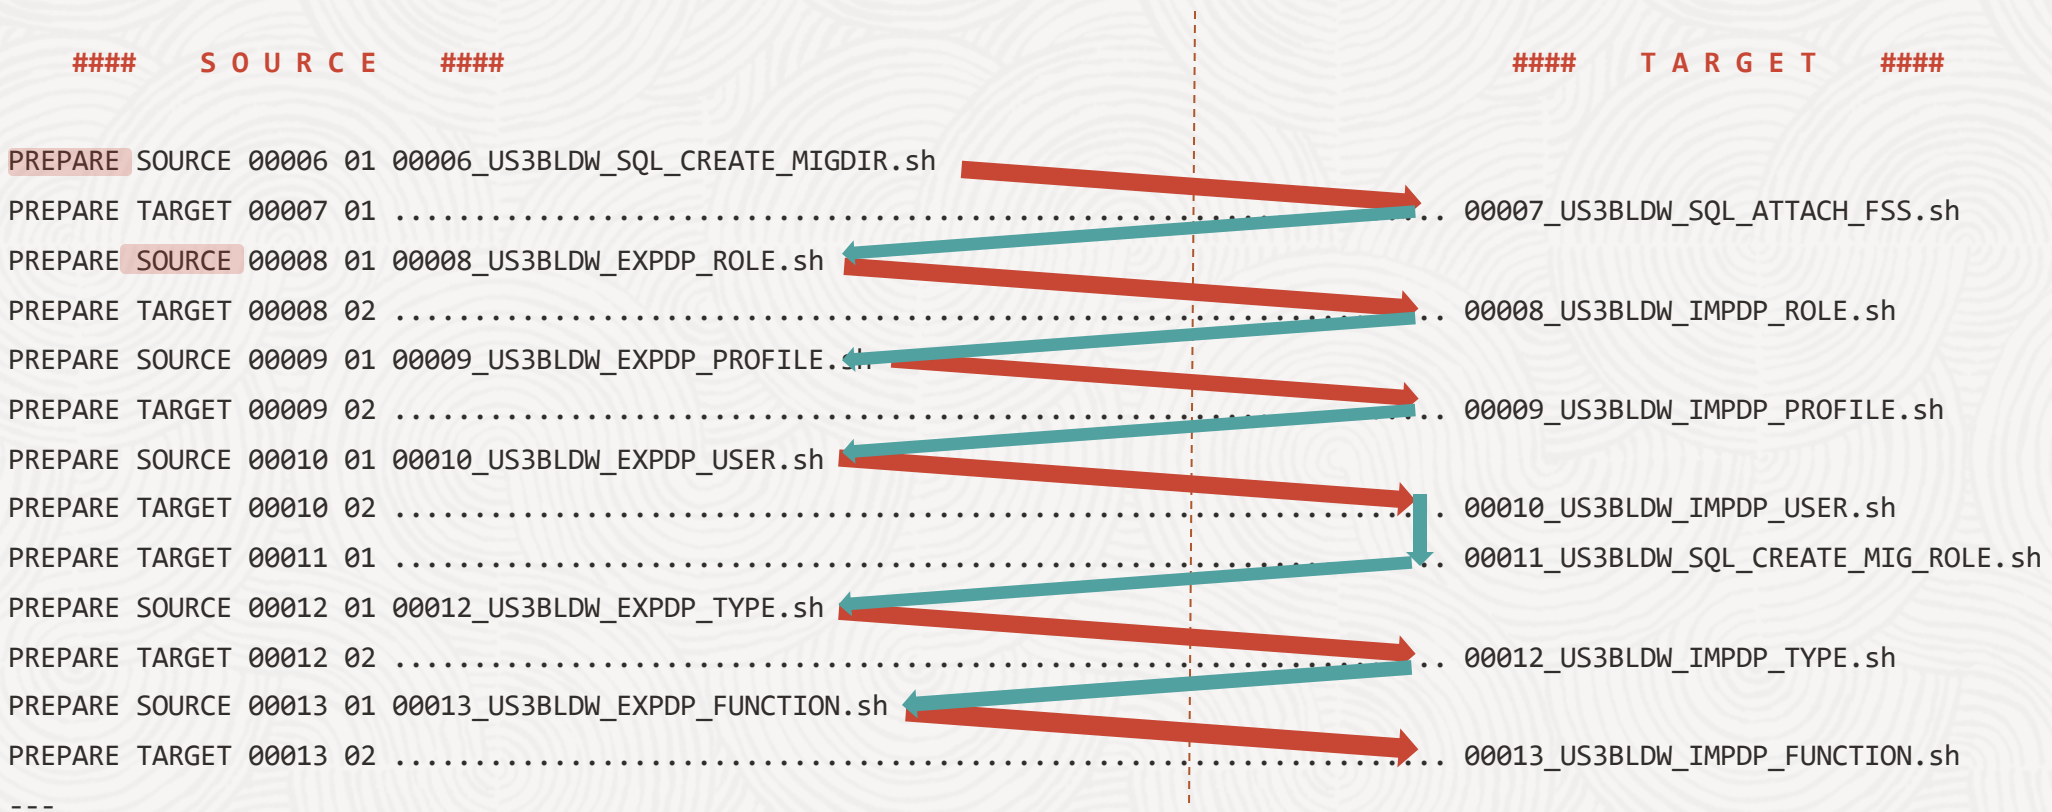 #### S O U R C E #### #### T A R G E T ####
PREPARE SOURCE 00006 01 00006_US3BLDW_SQL_CREATE_MIGDIR.sh
PREPARE TARGET 00007 01 .................................................................. 00007_US3BLDW_SQL_ATTACH_FSS.sh
PREPARE SOURCE 00008 01 00008_US3BLDW_EXPDP_ROLE.sh
PREPARE TARGET 00008 02 .................................................................. 00008_US3BLDW_IMPDP_ROLE.sh
PREPARE SOURCE 00009 01 00009_US3BLDW_EXPDP_PROFILE.sh
PREPARE TARGET 00009 02 .................................................................. 00009_US3BLDW_IMPDP_PROFILE.sh
PREPARE SOURCE 00010 01 00010_US3BLDW_EXPDP_USER.sh
PREPARE TARGET 00010 02 .................................................................. 00010_US3BLDW_IMPDP_USER.sh
PREPARE TARGET 00011 01 .................................................................. 00011_US3BLDW_SQL_CREATE_MIG_ROLE.sh
PREPARE SOURCE 00012 01 00012_US3BLDW_EXPDP_TYPE.sh
PREPARE TARGET 00012 02 .................................................................. 00012_US3BLDW_IMPDP_TYPE.sh
PREPARE SOURCE 00013 01 00013_US3BLDW_EXPDP_FUNCTION.sh
PREPARE TARGET 00013 02 .................................................................. 00013_US3BLDW_IMPDP_FUNCTION.sh
---